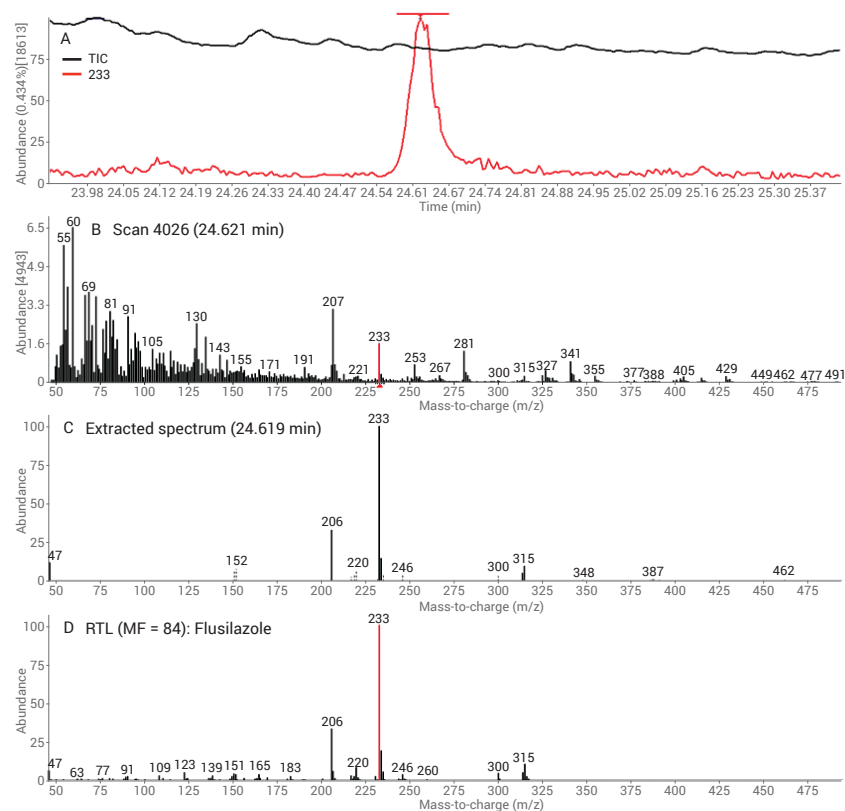 A
TIC
233
Abundance (0.434%)[18613]
75
50
25
0
23.98 24.05 24.12 24.19 24.26 24.33 24.40 24.47 24.54 24.61 24.67 24.74 24.81 24.88 24.95 25.02 25.09 25.16 25.23 25.30 25.37
Time (min)
B Scan 4026 (24.621 min)
Abundance [4943]
6.5
4.9
3.3
1.6
0
55 60 69 81 91 105 130 143 155 171 191 207 221 233 253 267 281 300 315 327 341 355 377 388 405 429 449 462 477 491
50 75 100 125 150 175 200 225 250 275 300 325 350 375 400 425 450 475
Mass-to-charge (m/z)
C Extracted spectrum (24.619 min)
Abundance
100
75
50
25
0
47 152 206 220 233 246 300 315 348 387 462
50 75 100 125 150 175 200 225 250 275 300 325 350 375 400 425 450 475
Mass-to-charge (m/z)
D RTL (MF = 84): Flusilazole
Abundance
100
75
50
25
0
47 63 77 91 109 123 139 151 165 183 206 220 233 246 260 300 315
50 75 100 125 150 175 200 225 250 275 300 325 350 375 400 425 450 475
Mass-to-charge (m/z)